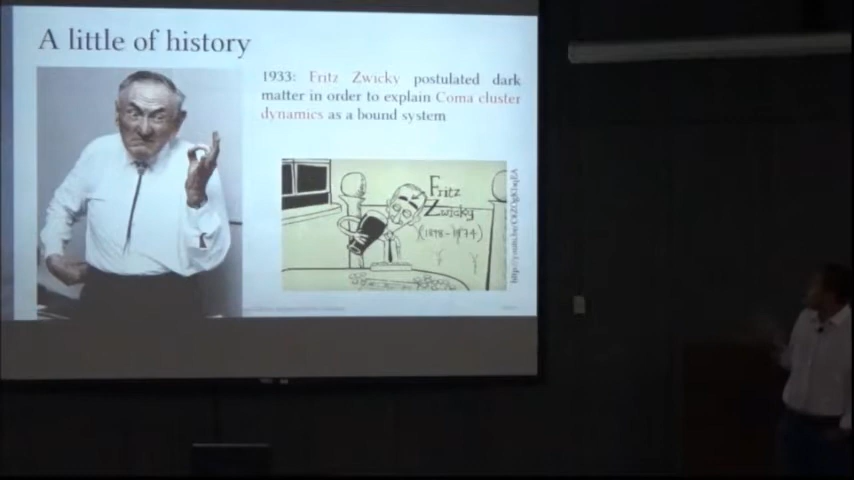 A little of history
1933: Fritz Zwicky postulated dark
matter in order to explain Coma cluster
dynamics as a bound system
Fritz
Zwicky
(1898-1974)